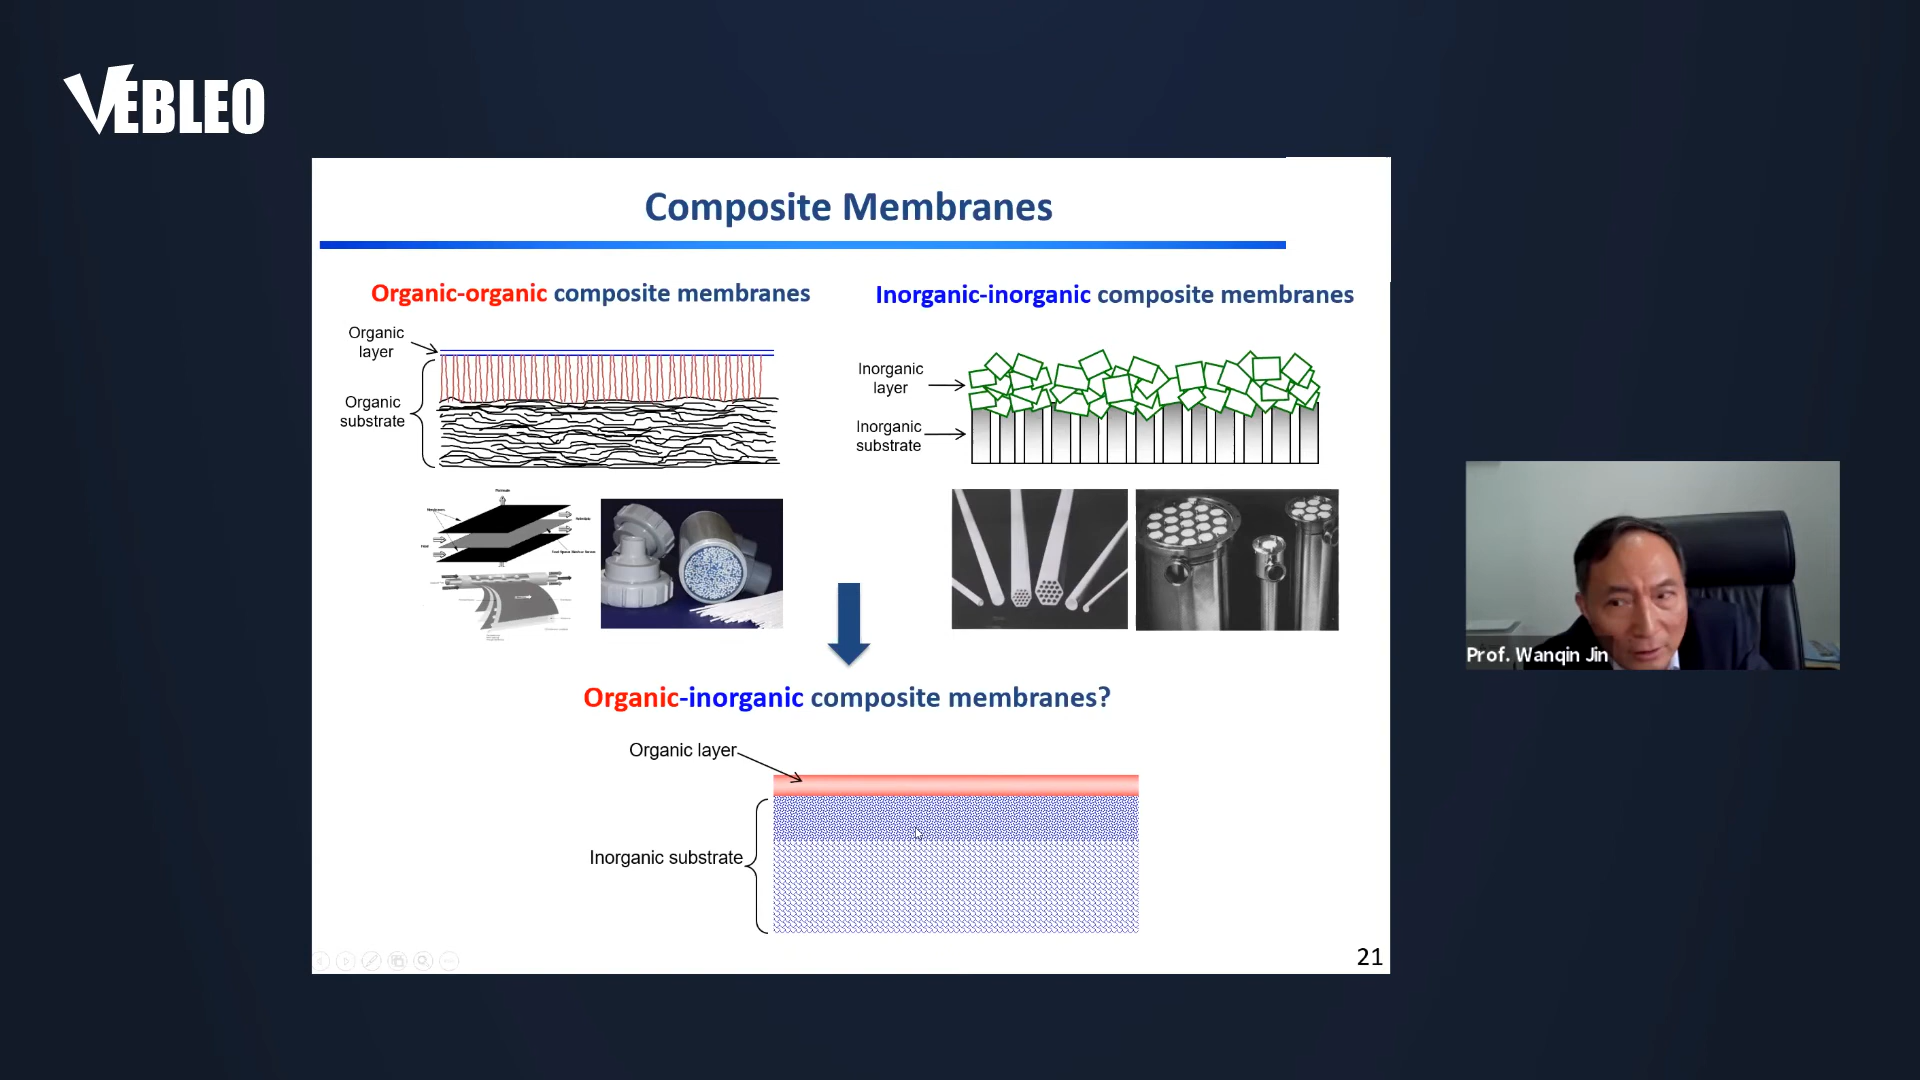 VEBLEO
Composite Membranes
Organic-organic composite membranes
Inorganic-inorganic composite membranes
Organic
layer
Organic
substrate
Inorganic
layer
Inorganic
substrate
Prof. Wanqin Jin
Organic-inorganic composite membranes?
Organic layer
Inorganic substrate
21